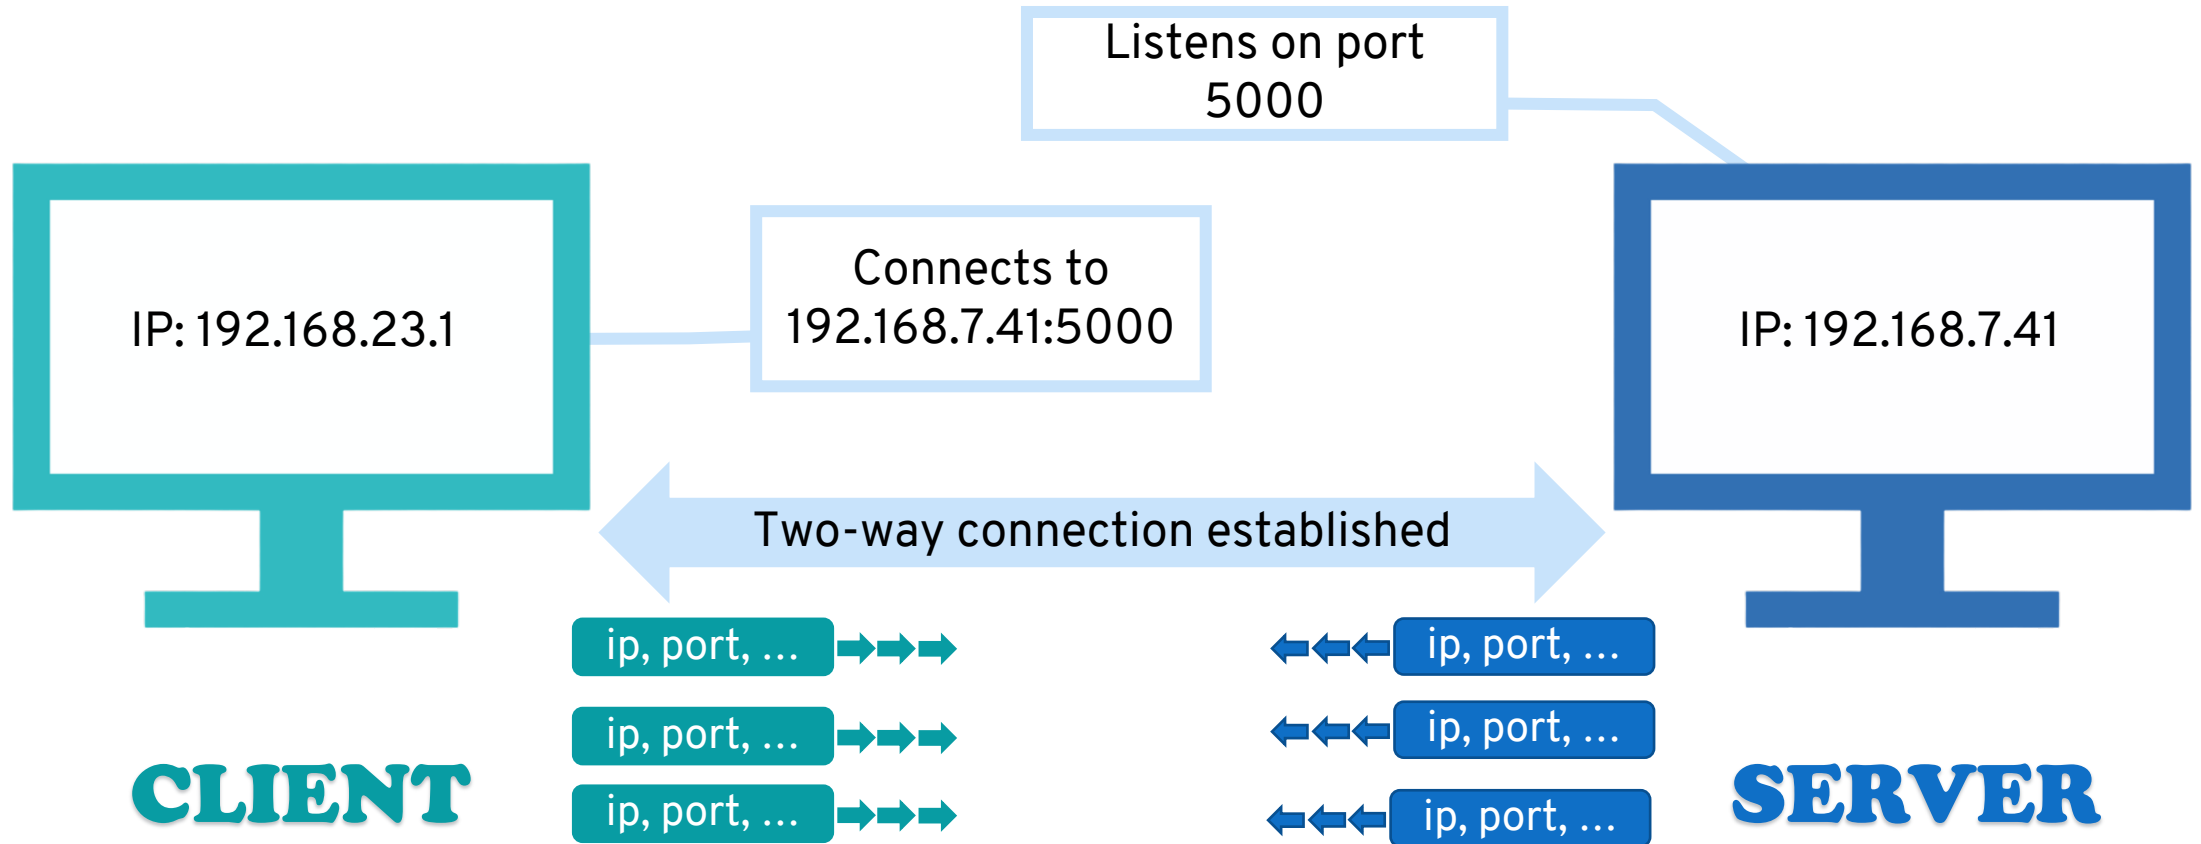 Listens on port
5000
Connects to
192.168.7.41:5000
IP: 192.168.23.1
IP: 192.168.7.41
Two-way connection established
ip, port, ...
ip, port, ...
ip, port, ...
ip, port, ...
ip, port, ...
ip, port, ...
CLIENT
SERVER